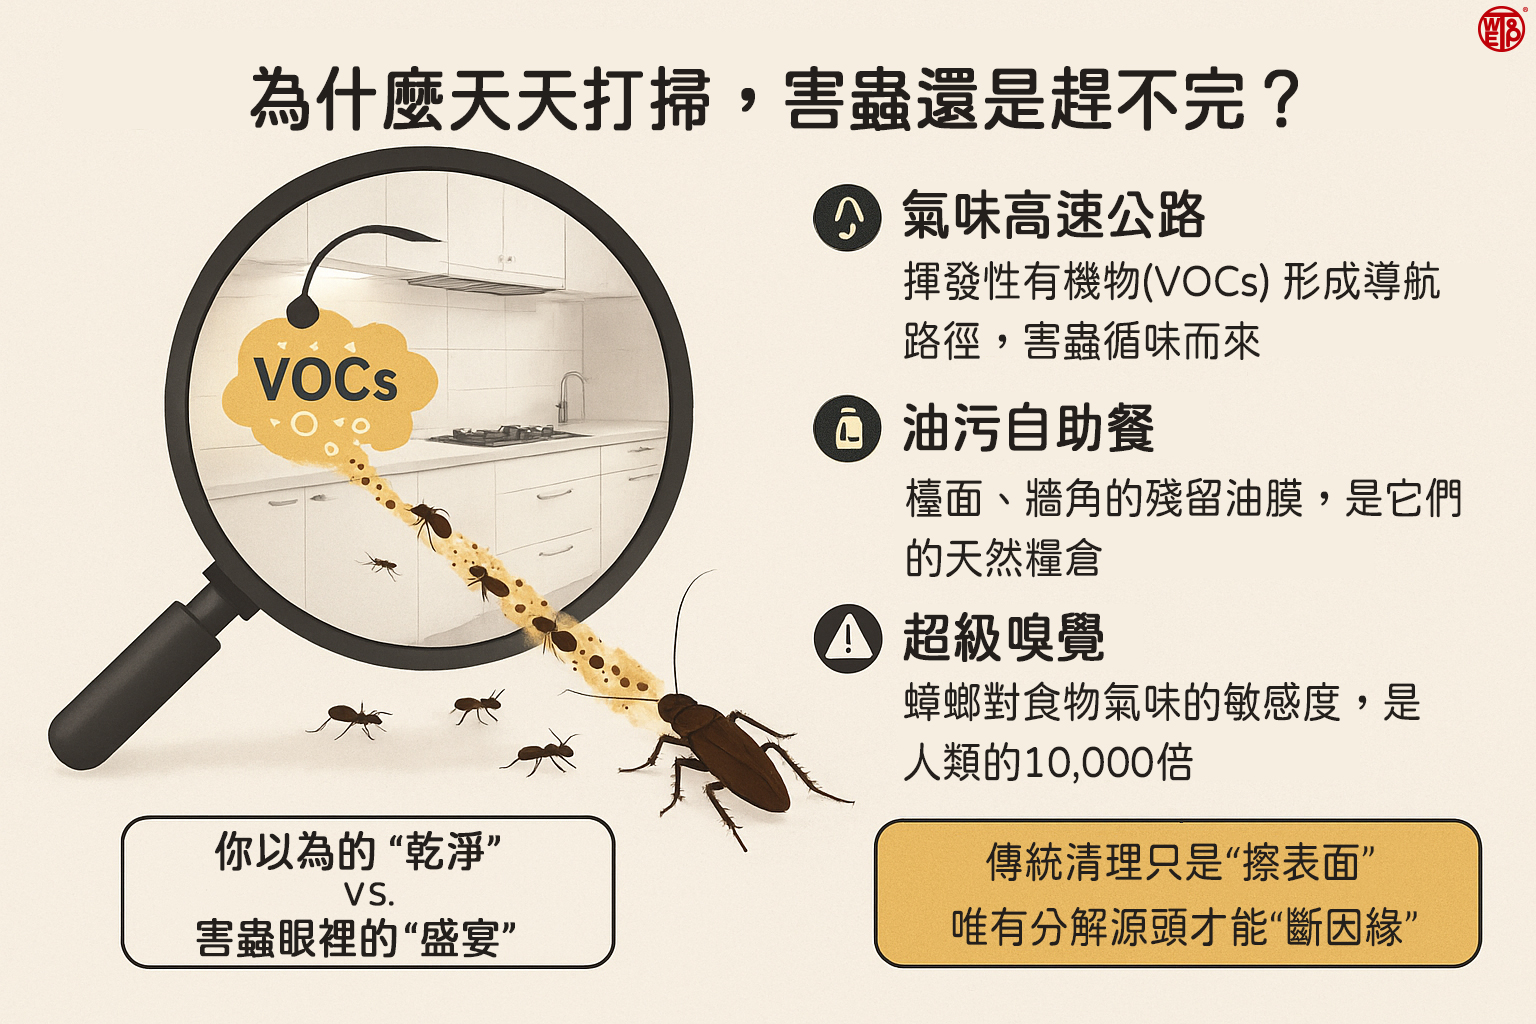 WETOP®
為什麼天天打掃，害蟲還是趕不完？
VOCs
氣味高速公路
揮發性有機物(VOCs) 形成導航
路徑，害蟲循味而來
油污自助餐
檯面、牆角的殘留油膜，是它們
的天然糧倉
超級嗅覺
蟑螂對食物氣味的敏感度，是
人類的10,000倍
你以為的 “乾淨”
vs.
害蟲眼裡的“盛宴”
傳統清理只是“擦表面”
唯有分解源頭才能“斷因緣”